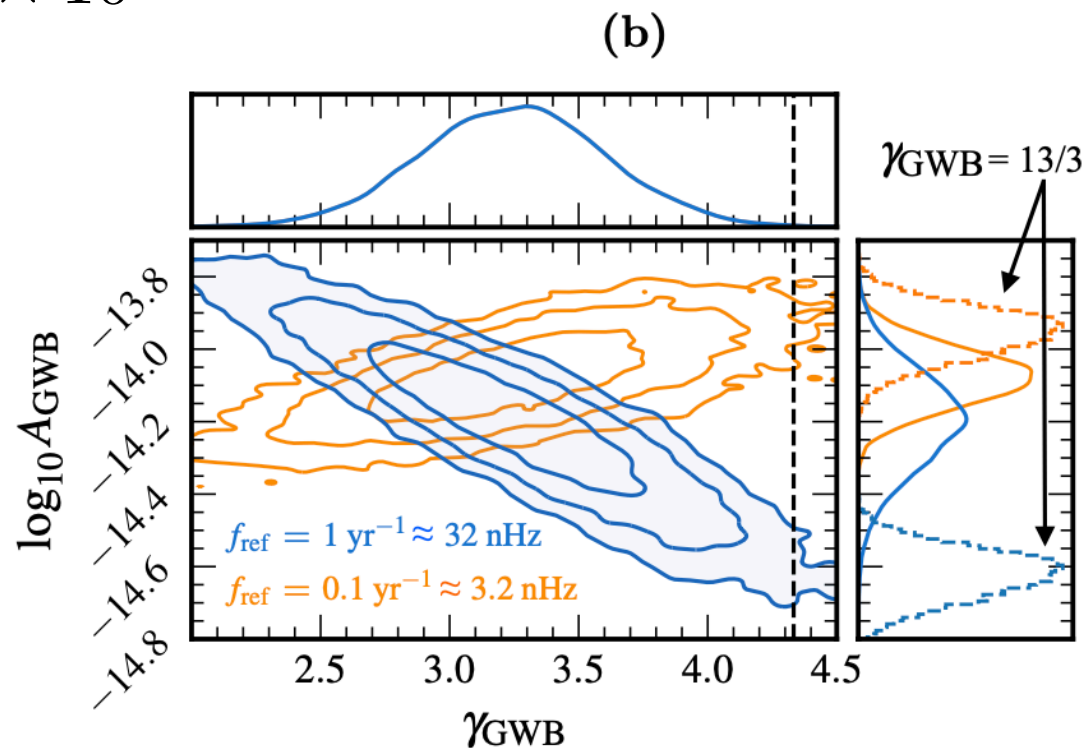 (b)
γGWB = 13/3
log10 AGWB
−13.8
−14.0
−14.2
−14.4
−14.6
−14.8
fref = 1 yr−1 ≈ 32 nHz
fref = 0.1 yr−1 ≈ 3.2 nHz
2.5 3.0 3.5 4.0 4.5
γGWB